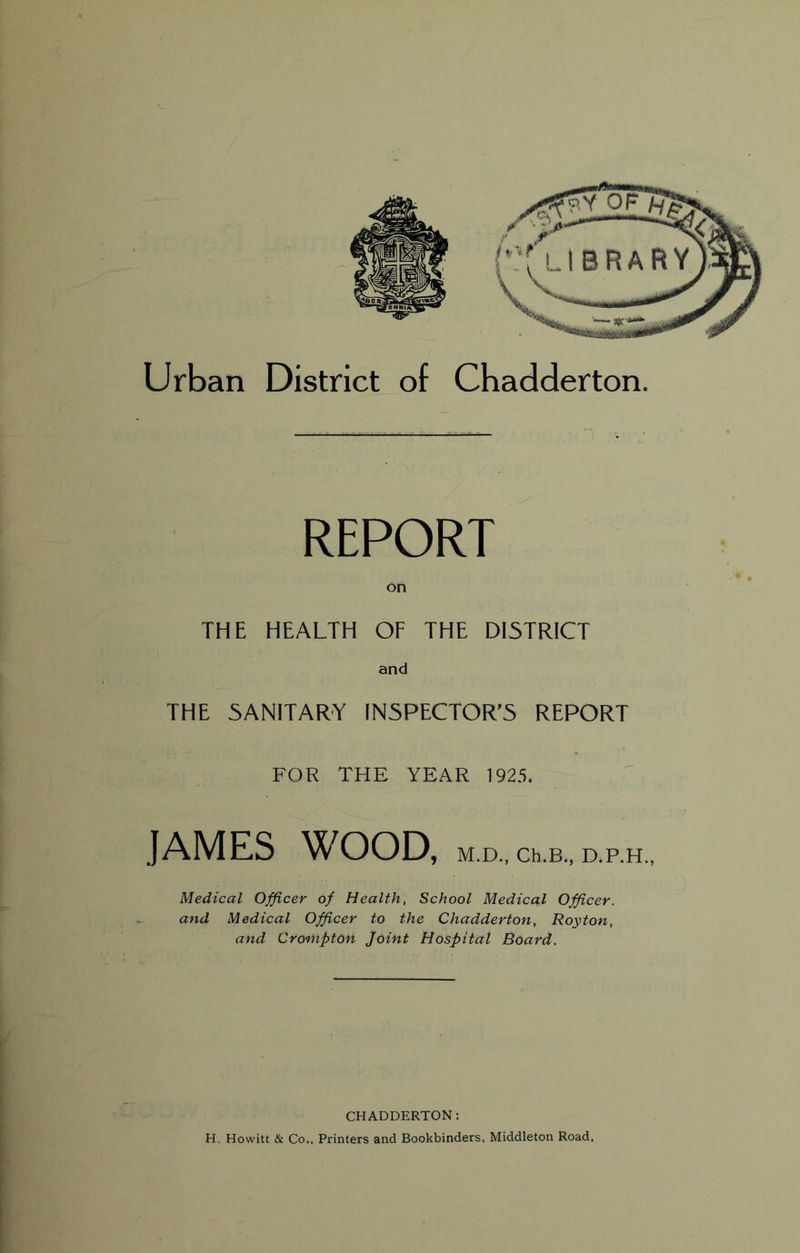 OF
LIBRARY
Urban District of Chadderton.
REPORT
on
THE HEALTH OF THE DISTRICT
and
THE SANITARY INSPECTOR'S REPORT
FOR THE YEAR 1925.
JAMES WOOD, M.D., Ch.B., D.P.H.,
Medical Officer of Health, School Medical Officer.
and Medical Officer to the Chadderton, Royton,
and Crompton Joint Hospital Board.
CHADDERTON:
H. Howitt & Co., Printers and Bookbinders, Middleton Road,